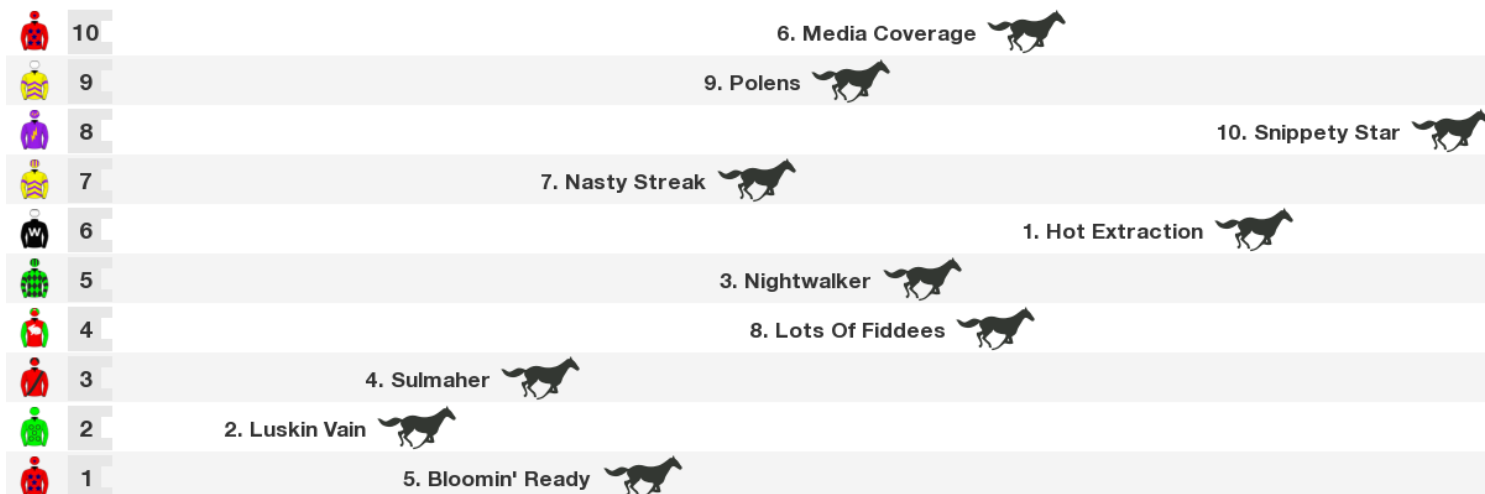 10 6. Media Coverage
9 9. Polens
8 10. Snippety Star
7 7. Nasty Streak
W 6 1. Hot Extraction
5 3. Nightwalker
4 8. Lots Of Fiddees
3 4. Sulmaher
2 2. Luskin Vain
1 5. Bloomin' Ready